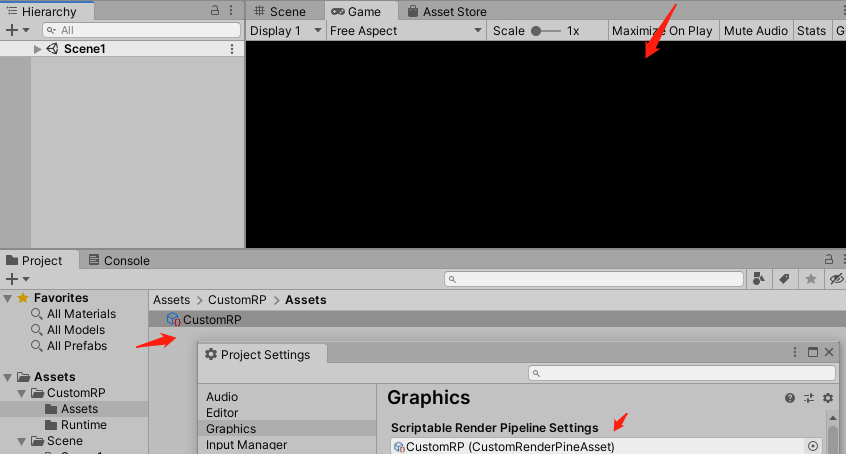 Hierarchy
Scene
Game
Asset Store
All
Display 1
Free Aspect
Scale
1x
Maximize On Play
Mute Audio
Stats
G
Scene1
Project
Console
Favorites
All Materials
All Models
All Prefabs
Assets
CustomRP
Assets
Runtime
Scene
Assets > CustomRP > Assets
CustomRP
Project Settings
Audio
Editor
Graphics
Input Manager
Graphics
Scriptable Render Pipeline Settings
CustomRP (CustomRenderPineAsset)